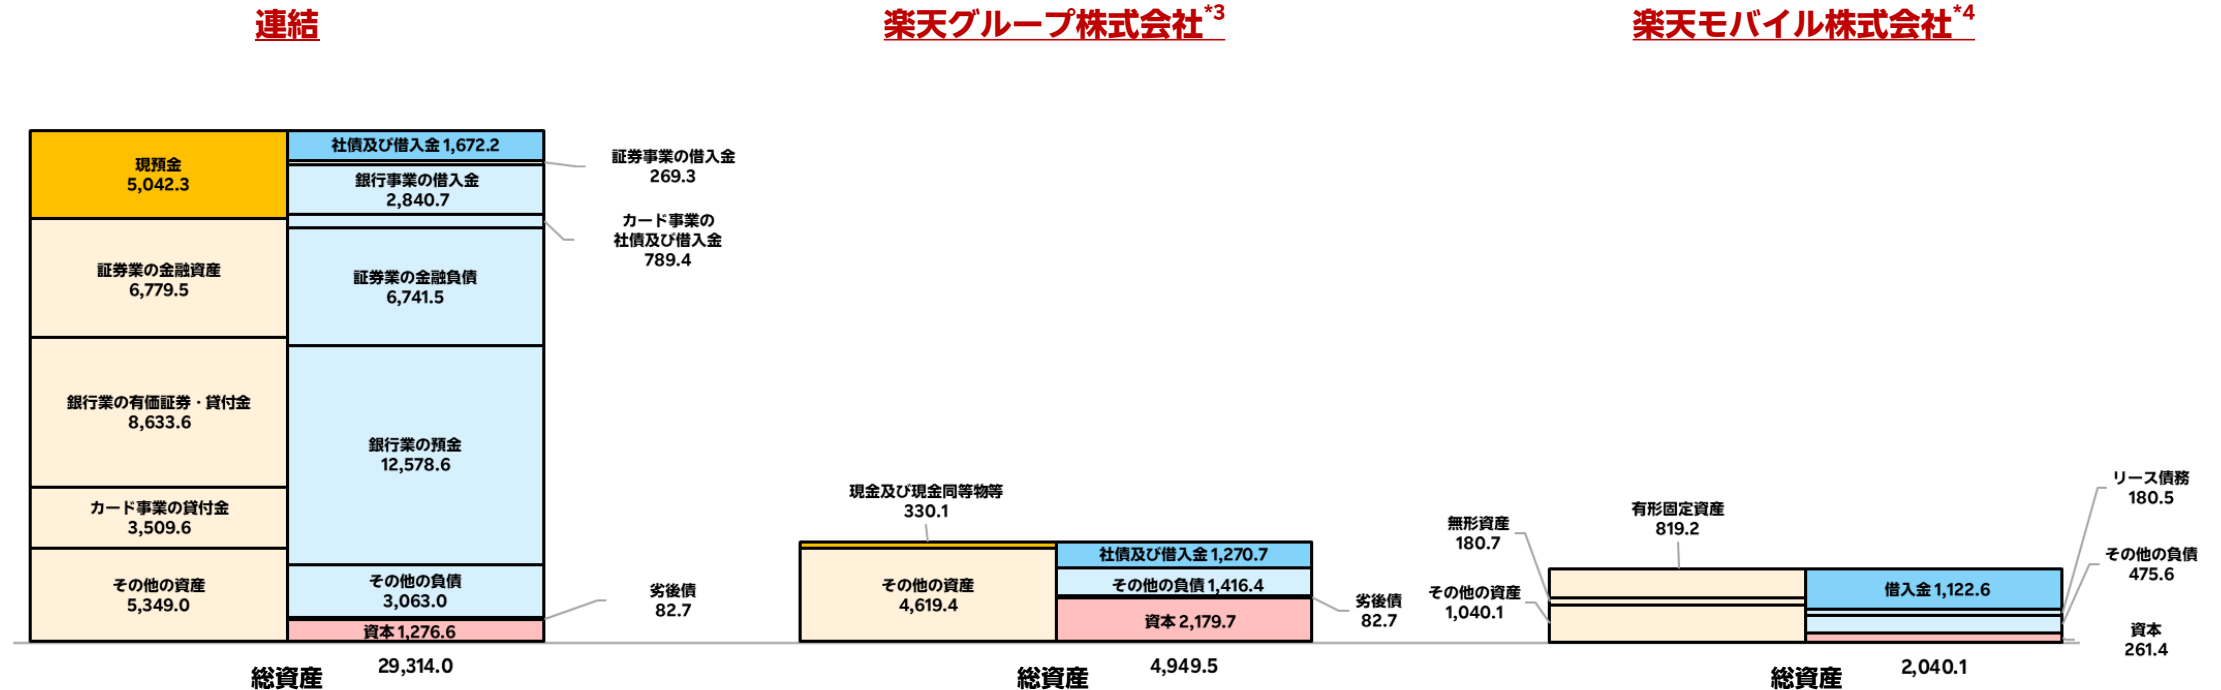 連結
現預金
5,042.3
証券業の金融資産
6,779.5
銀行業の有価証券・貸付金
8,633.6
カード事業の貸付金
3,509.6
その他の資産
5,349.0
社債及び借入金 1,672.2
証券事業の借入金
269.3
銀行事業の借入金
2,840.7
カード事業の
社債及び借入金
789.4
証券業の金融負債
6,741.5
銀行業の預金
12,578.6
その他の負債
3,063.0
劣後債
82.7
資本 1,276.6
総資産
29,314.0
楽天グループ株式会社*3
現金及び現金同等物等
330.1
その他の資産
4,619.4
社債及び借入金 1,270.7
その他の負債 1,416.4
劣後債
82.7
資本 2,179.7
総資産
4,949.5
楽天モバイル株式会社*4
有形固定資産
819.2
無形資産
180.7
その他の資産
1,040.1
借入金 1,122.6
リース債務
180.5
その他の負債
475.6
資本
261.4
総資産
2,040.1